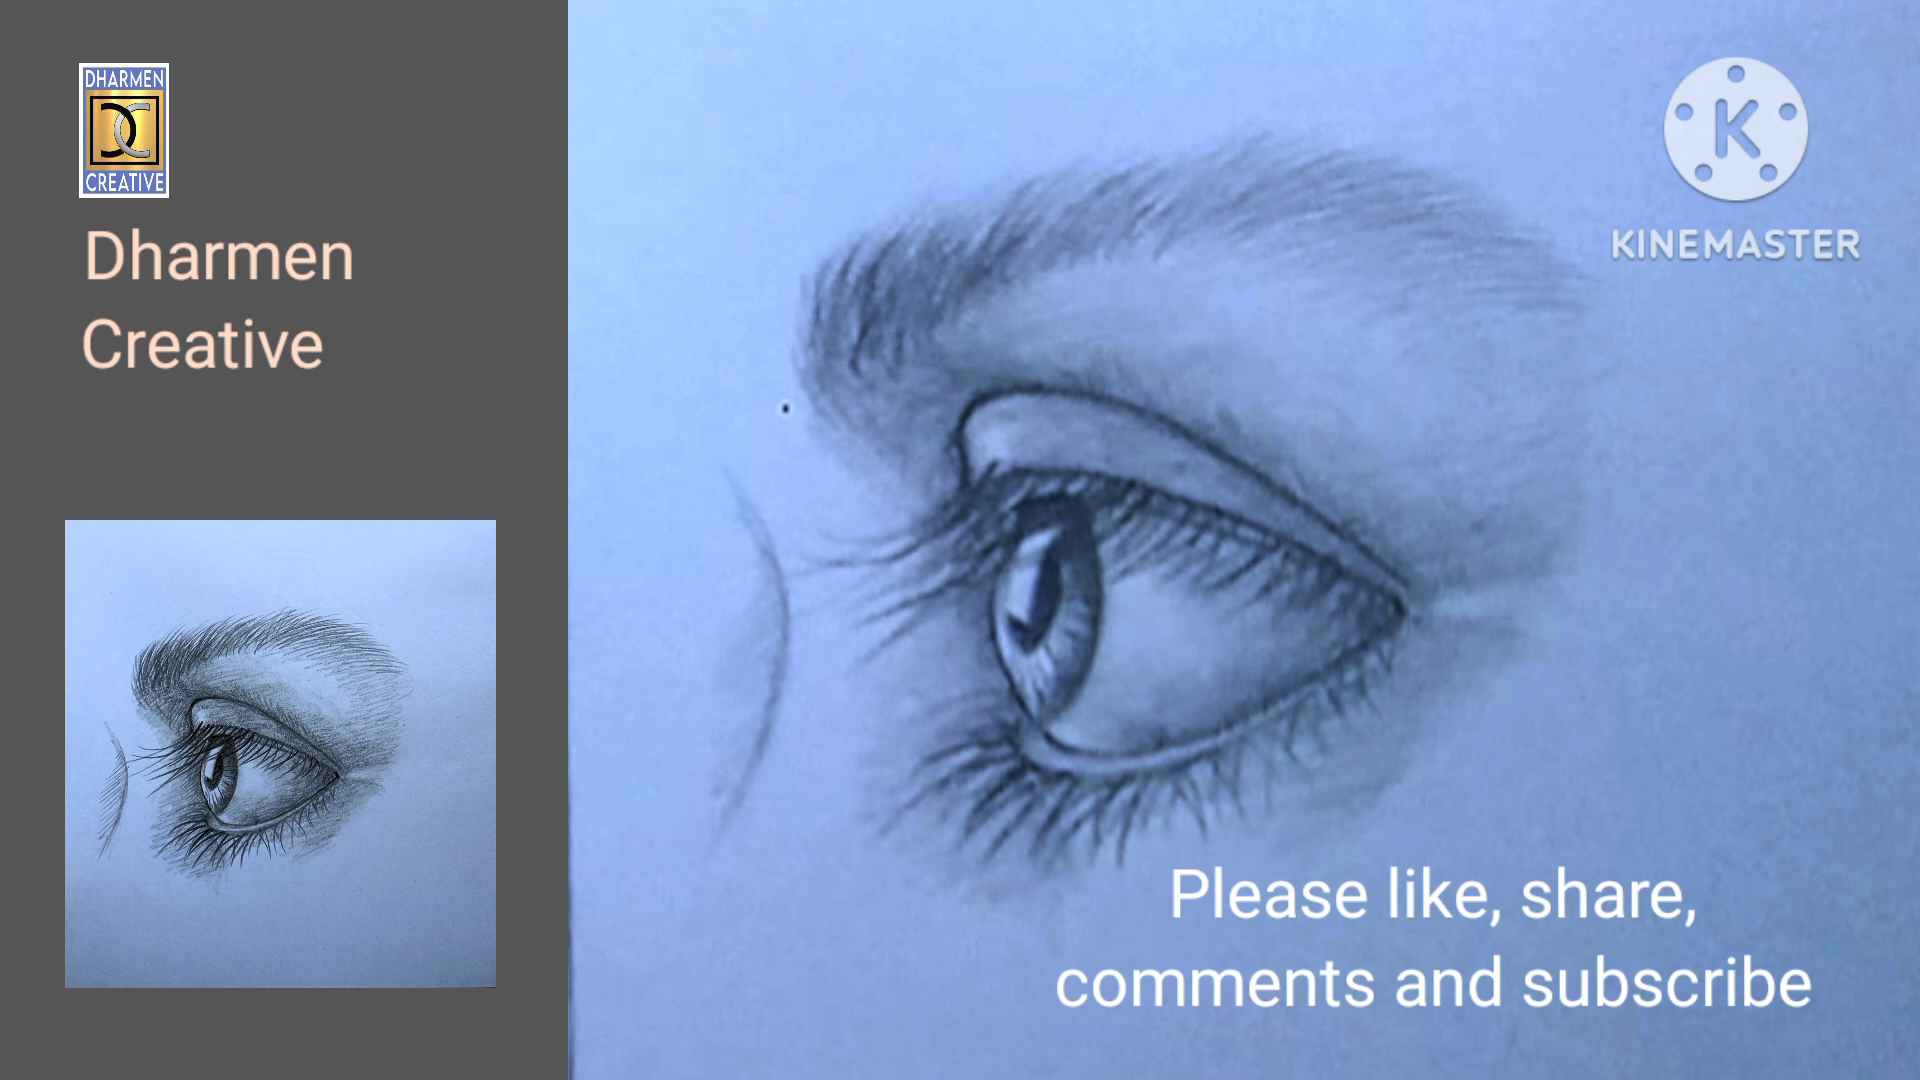 DHARMEN
CREATIVE
Dharmen
Creative
K
KINEMASTER
Please like, share,
comments and subscribe